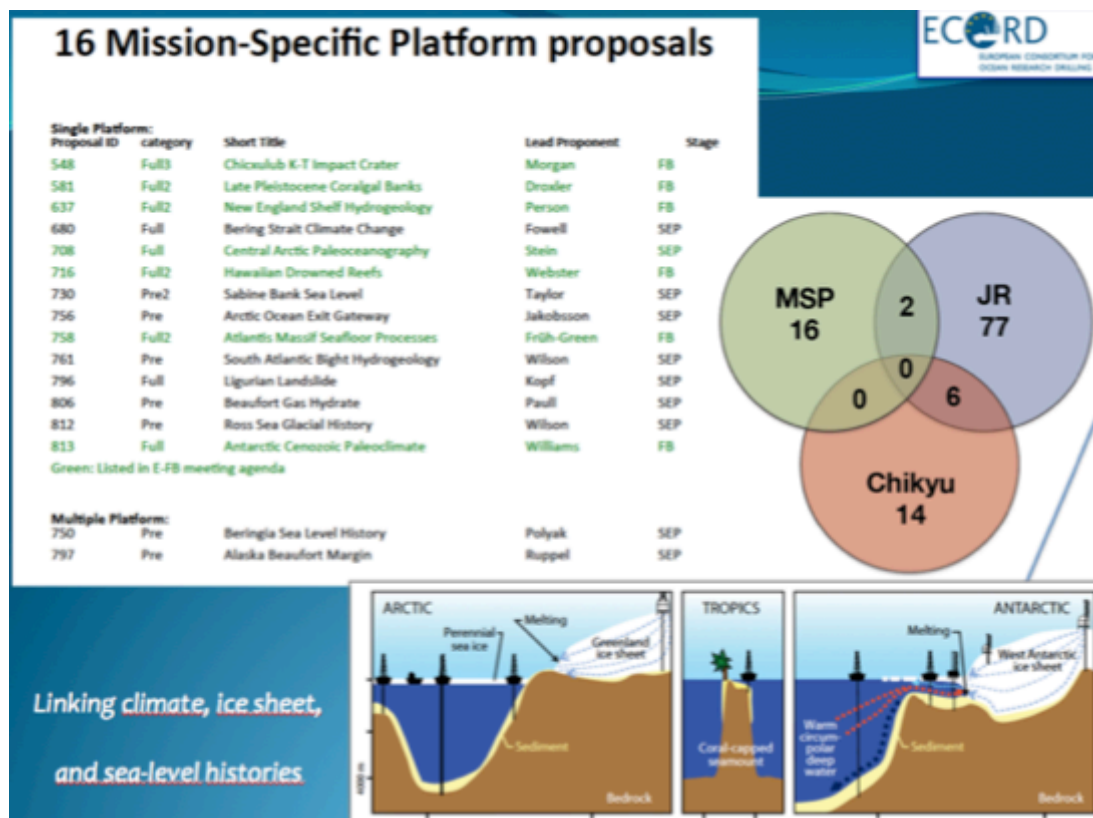 16 Mission-Specific Platform proposals
ECORD
EUROPEAN CONSORTIUM FOR
OCEAN RESEARCH DRILLING
Single Platform:
Proposal ID category Short Title Lead Proponent Stage
548 Full3 Chicxulub K-T Impact Crater Morgan FB
581 Full2 Late Pleistocene Coralgal Banks Droxler FB
637 Full2 New England Shelf Hydrogeology Person FB
680 Full Bering Strait Climate Change Fowell SEP
708 Full Central Arctic Paleoceanography Stein SEP
716 Full2 Hawaiian Drowned Reefs Webster FB
730 Pre2 Sabine Bank Sea Level Taylor SEP
756 Pre Arctic Ocean Exit Gateway Jakobsson SEP
758 Full2 Atlantis Massif Seafloor Processes Früh-Green FB
761 Pre South Atlantic Bight Hydrogeology Wilson SEP
796 Full Ligurian Landslide Kopf SEP
806 Pre Beaufort Gas Hydrate Paull SEP
812 Pre Ross Sea Glacial History Wilson SEP
813 Full Antarctic Cenozoic Paleoclimate Williams FB
Green: Listed in E-FB meeting agenda
Multiple Platform:
750 Pre Beringia Sea Level History Polyak SEP
797 Pre Alaska Beaufort Margin Ruppel SEP
MSP
16
2
JR
77
0
0
6
Chikyu
14
Linking climate, ice sheet,
and sea-level histories
ARCTIC
Melting
Perennial
sea ice
Greenland
ice sheet
Sediment
Bedrock
4000 m
TROPICS
Coral-capped
seamount
ANTARCTIC
Melting
West Antarctic
ice sheet
Warm
circum-
polar
deep
water
Sediment
Bedrock